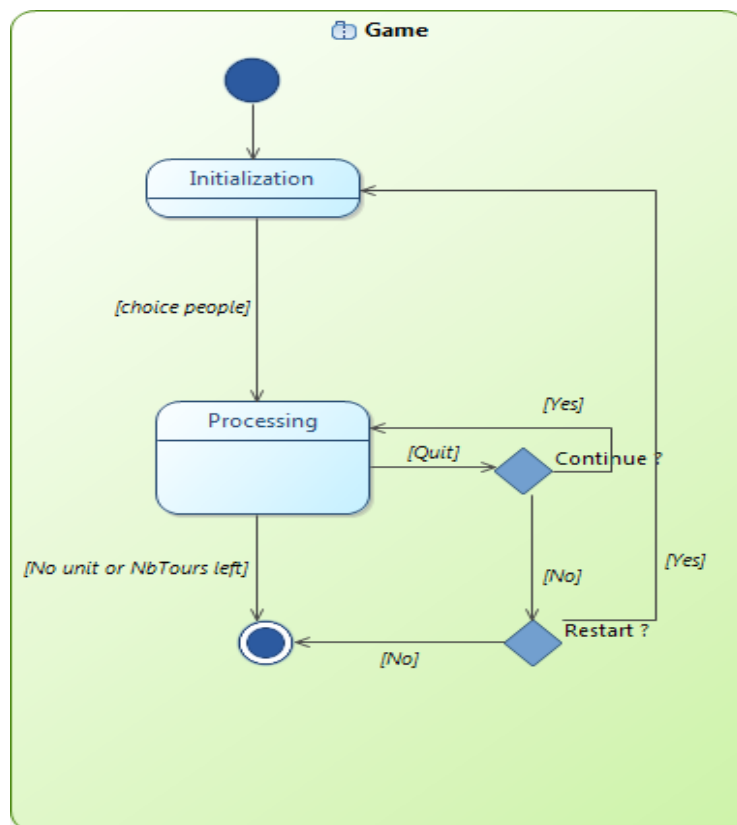 Game
Initialization
[choice people]
Processing
[Yes]
[Quit]
Continue ?
[No unit or NbTours left]
[No]
[Yes]
Restart ?
[No]